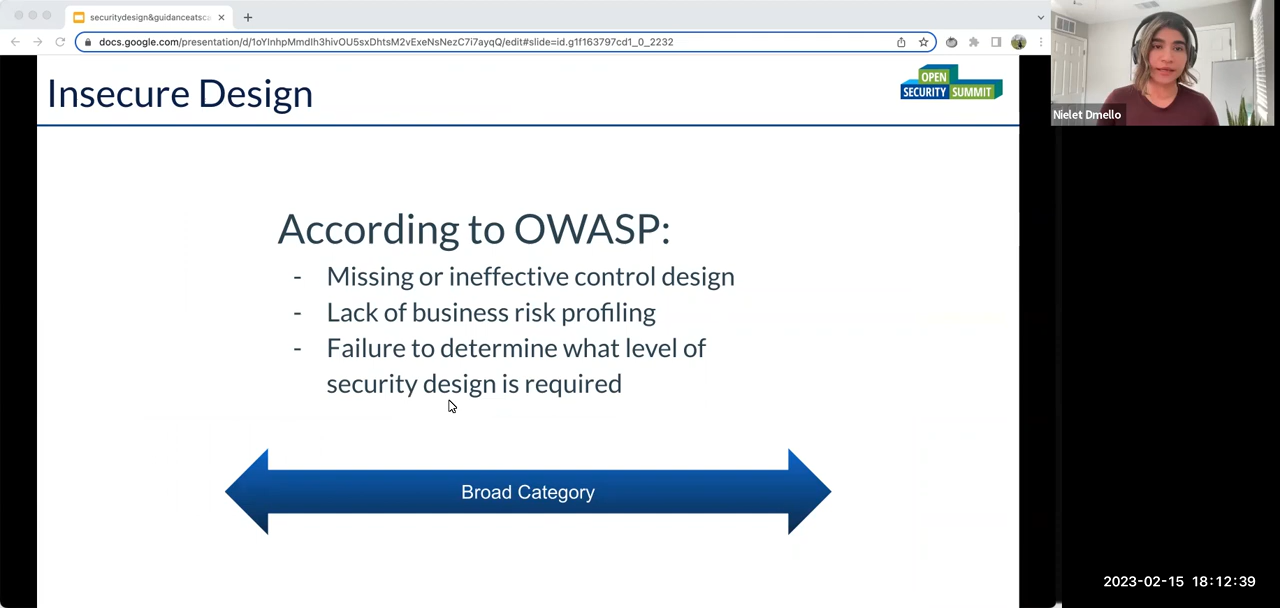 securitydesign&guidanceatsca
docs.google.com/presentation/d/1oYlnhpMmdIh3hivOU5sxDhtsM2vExeNsNezC7i7ayqQ/edit#slide=id.g1f163797cd1_0_2232
Insecure Design
OPEN
SECURITY SUMMIT
Nielet Dmello
According to OWASP:
- Missing or ineffective control design
- Lack of business risk profiling
- Failure to determine what level of
security design is required
Broad Category
2023-02-15 18:12:39